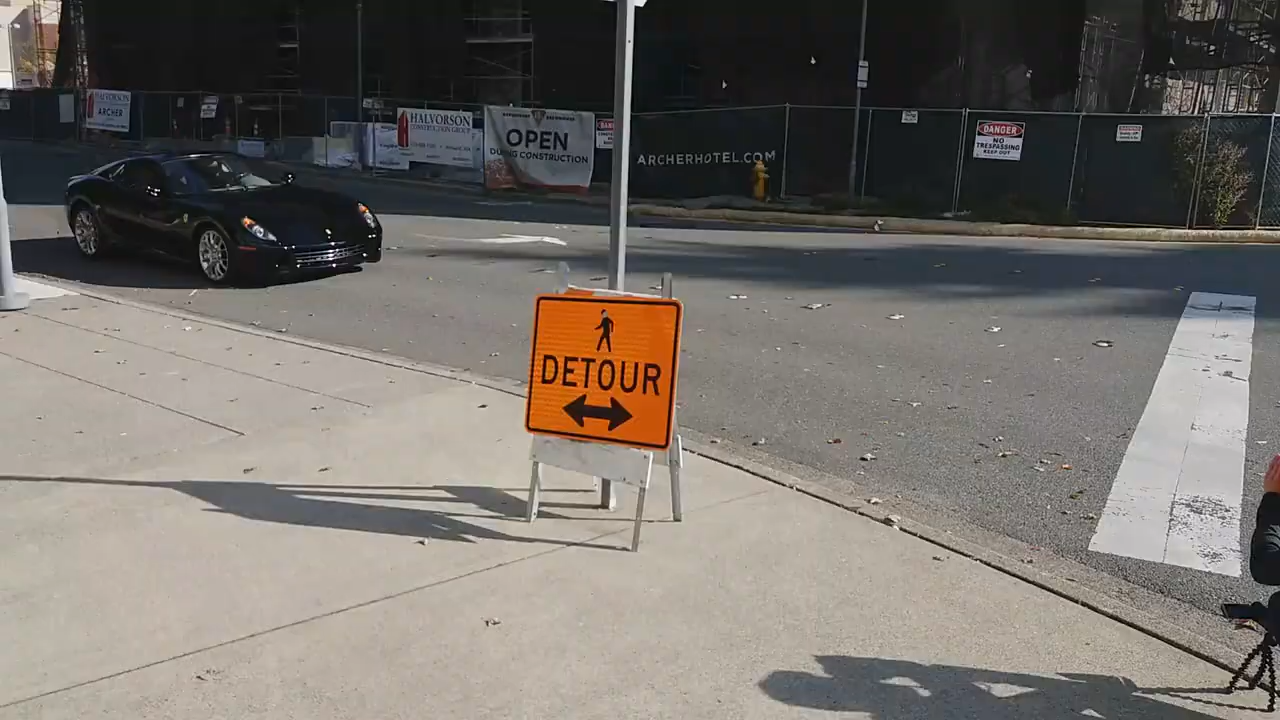 HALVORSON
ARCHER
HALVORSON
CONSTRUCTION GROUP
OPEN
DURING CONSTRUCTION
ARCHERHOTEL.COM
DANGER
NO
TRESPASSING
KEEP OUT
DETOUR